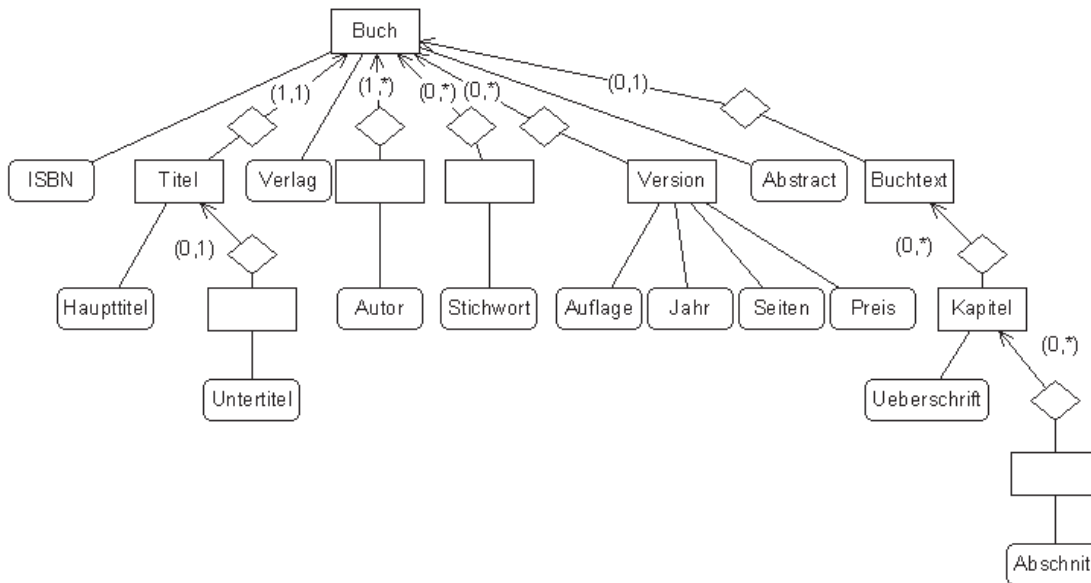 Buch
(1,1)
(1,*)
(0,*)
(0,*)
(0,1)
ISBN
Titel
Verlag
Version
Abstract
Buchtext
(0,1)
(0,*)
Haupttitel
Autor
Stichwort
Auflage
Jahr
Seiten
Preis
Kapitel
(0,*)
Untertitel
Ueberschrift
Abschnit